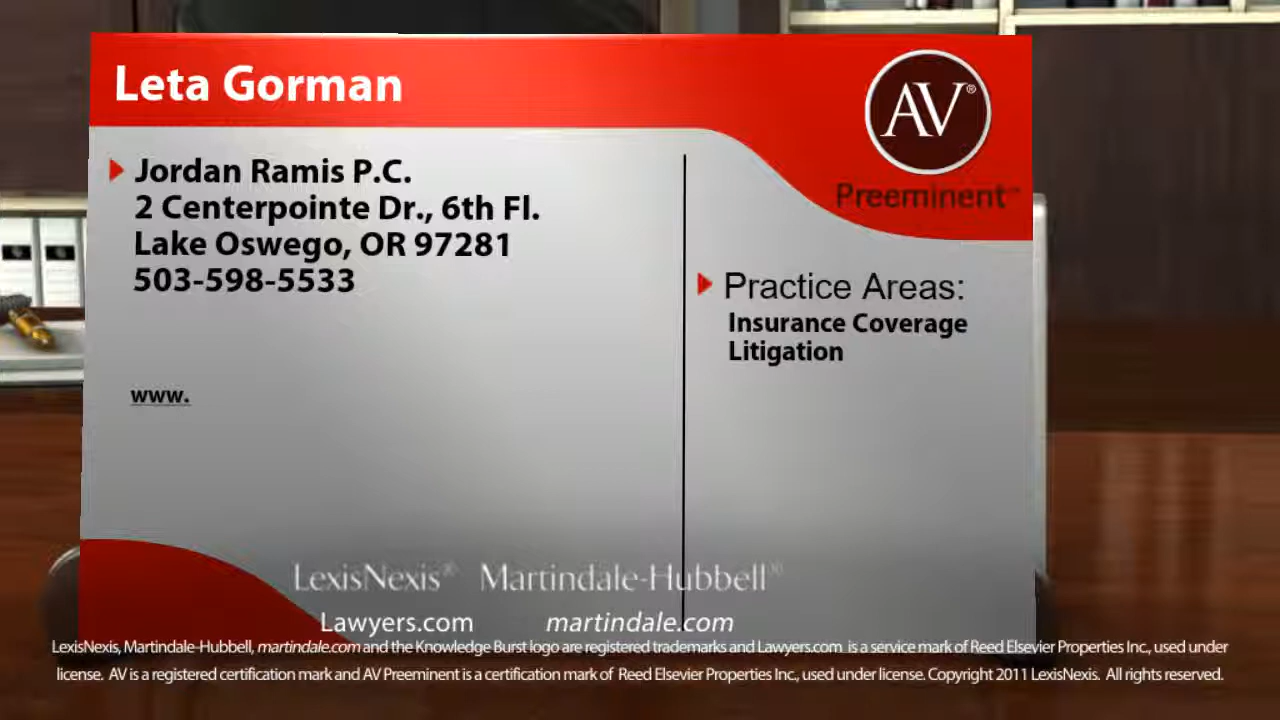 Leta Gorman
AV®
Preeminent™
Jordan Ramis P.C.
2 Centerpointe Dr., 6th Fl.
Lake Oswego, OR 97281
503-598-5533
www.
Practice Areas:
Insurance Coverage
Litigation
LexisNexis® Martindale-Hubbell®
Lawyers.com martindale.com
LexisNexis, Martindale-Hubbell, martindale.com and the Knowledge Burst logo are registered trademarks and Lawyers.com is a service mark of Reed Elsevier Properties Inc., used under
license. AV is a registered certification mark and AV Preeminent is a certification mark of Reed Elsevier Properties Inc., used under license. Copyright 2011 LexisNexis. All rights reserved.